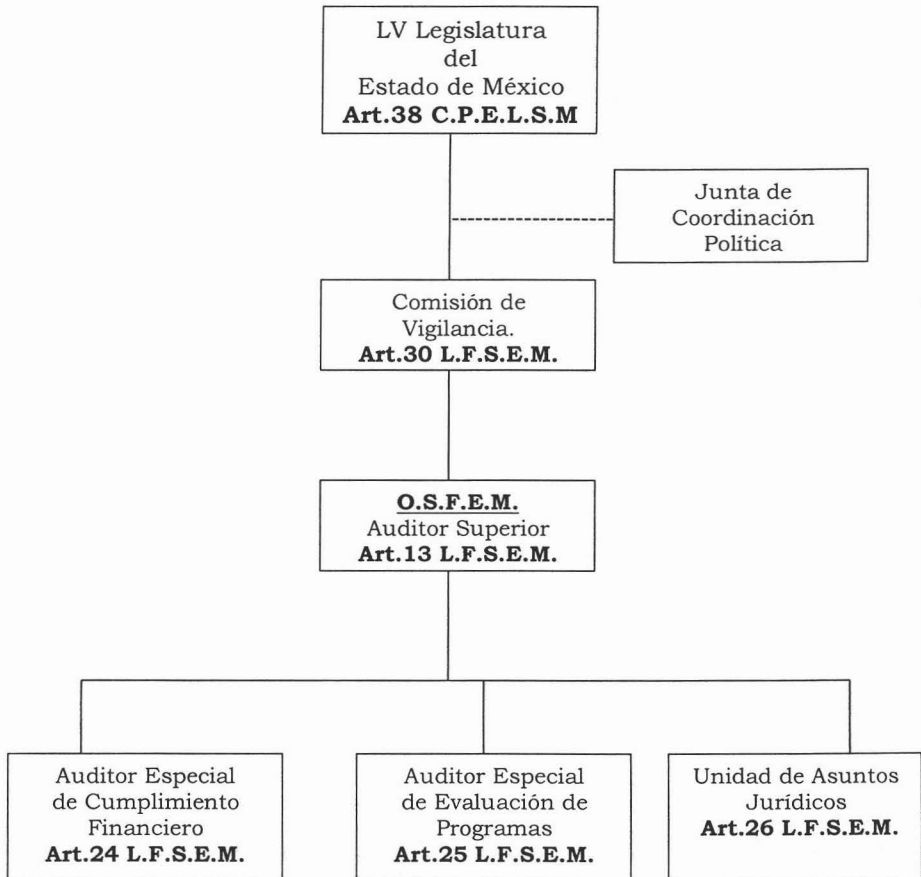 LV Legislatura
del
Estado de México
Art.38 C.P.E.L.S.M
Junta de
Coordinación
Política
Comisión de
Vigilancia.
Art.30 L.F.S.E.M.
O.S.F.E.M.
Auditor Superior
Art.13 L.F.S.E.M.
Auditor Especial
de Cumplimiento
Financiero
Art.24 L.F.S.E.M.
Auditor Especial
de Evaluación de
Programas
Art.25 L.F.S.E.M.
Unidad de Asuntos
Jurídicos
Art.26 L.F.S.E.M.